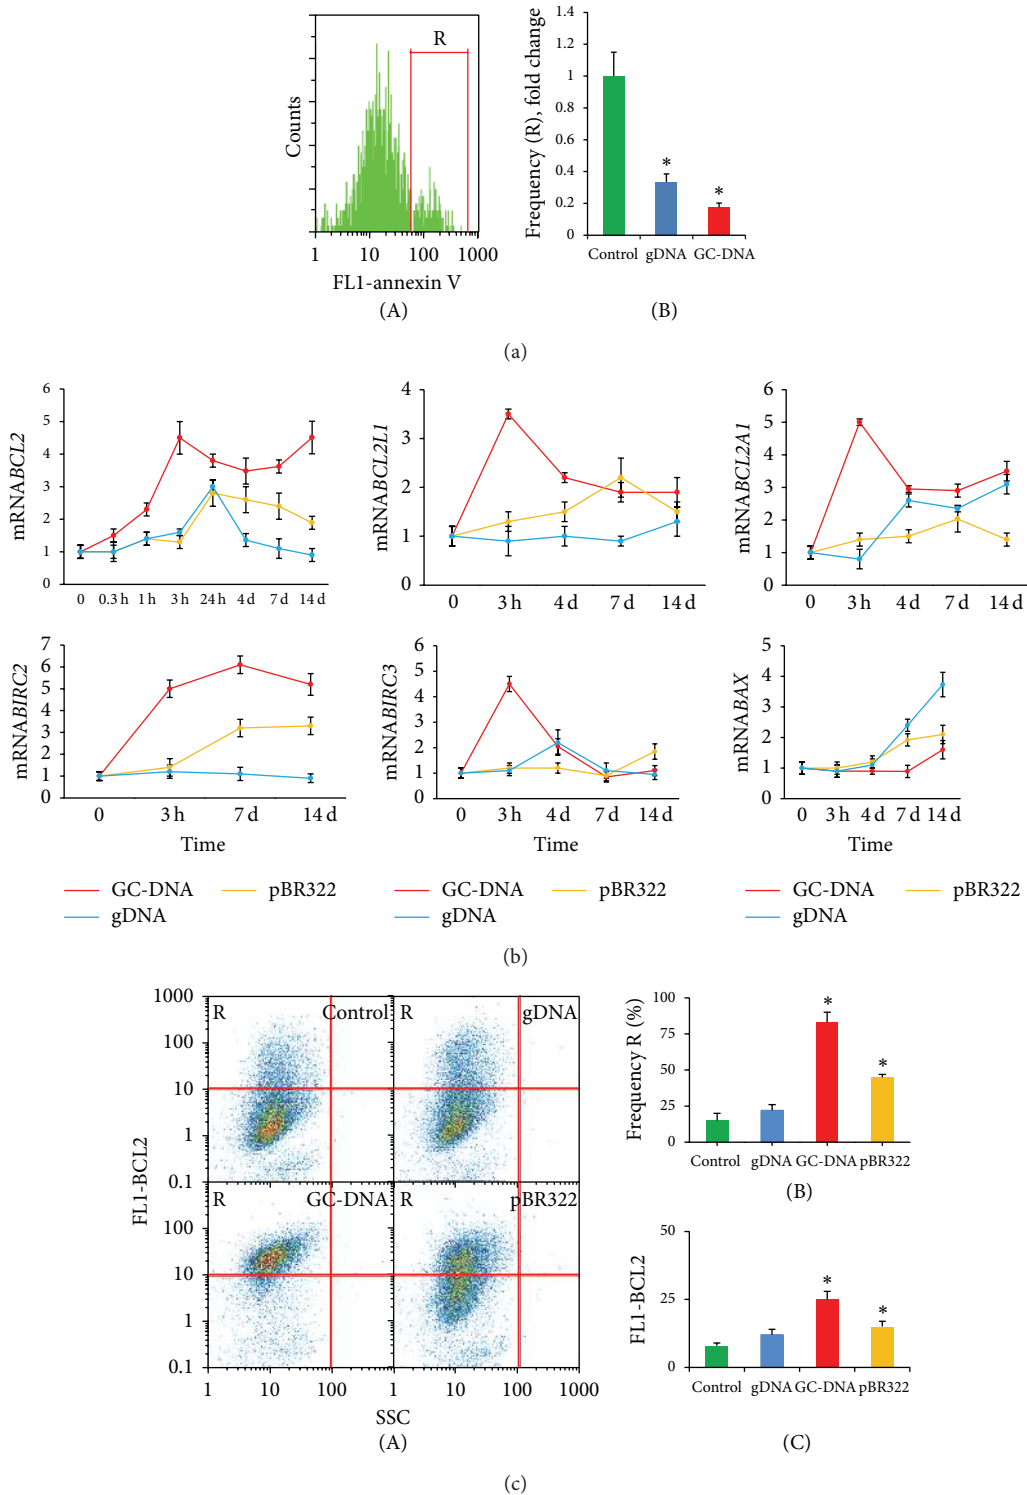 R
Counts
1 10 100 1000
FL1-annexin V
(A)
Frequency (R), fold change
1.4
1.2
1
0.8
0.6
0.4
0.2
0
*
*
Control gDNA GC-DNA
(B)
(a)
mRNABCL2
6
5
4
3
2
1
0
0 0.3 h 1 h 3 h 24 h 4 d 7 d 14 d
mRNABCL2L1
4
3
2
1
0
0 3 h 4 d 7 d 14 d
mRNABCL2A1
6
5
4
3
2
1
0
0 3 h 4 d 7 d 14 d
mRNABIRC2
7
6
5
4
3
2
1
0
0 3 h 7 d 14 d
Time
mRNABIRC3
6
5
4
3
2
1
0
0 3 h 4 d 7 d 14 d
Time
mRNABAX
5
4
3
2
1
0
0 3 h 4 d 7 d 14 d
Time
GC-DNA pBR322
gDNA
GC-DNA pBR322
gDNA
GC-DNA pBR322
gDNA
(b)
FL1-BCL2
1000
100
10
1
0.1
100
10
1
0.1
R Control
R gDNA
R GC-DNA
R pBR322
1 10 100 1 10 100 1000
SSC
(A)
Frequency R (%)
100
75
50
25
0
*
*
Control gDNA GC-DNA pBR322
(B)
FL1-BCL2
50
25
0
*
*
Control gDNA GC-DNA pBR322
(C)
(c)